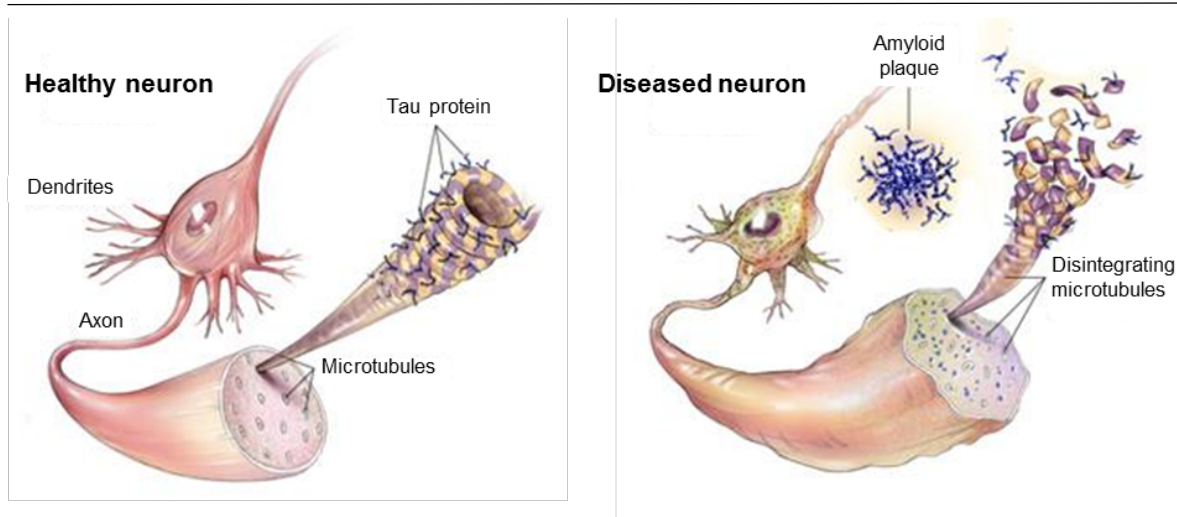 Healthy neuron
Tau protein
Dendrites
Axon
Microtubules
Diseased neuron
Amyloid
plaque
Disintegrating
microtubules